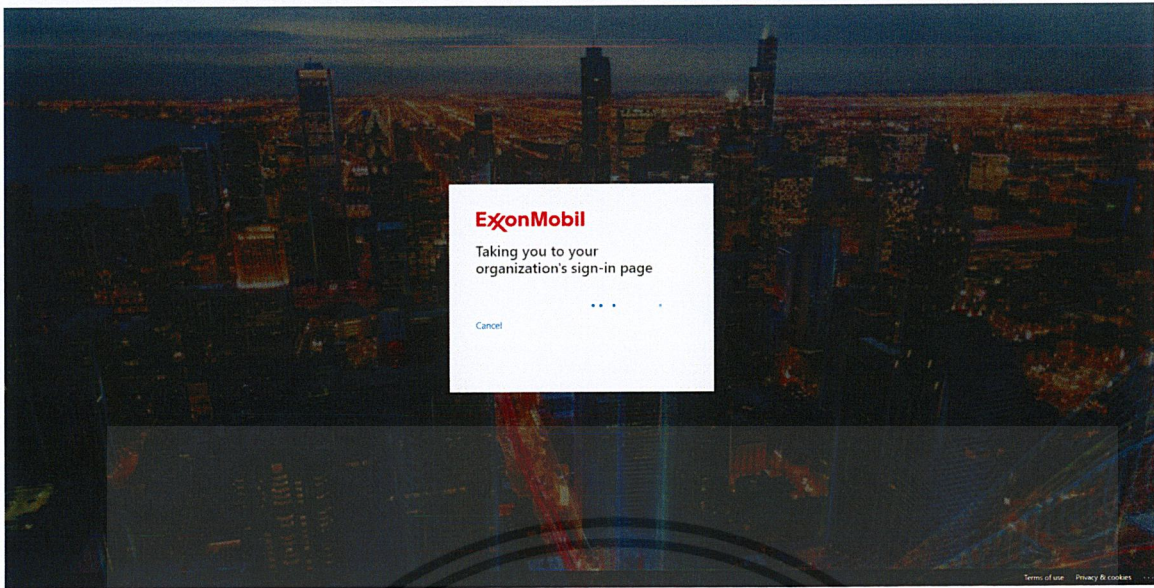 ExxonMobil
Taking you to your
organization's sign-in page
Cancel
Terms of use Privacy & cookies ...